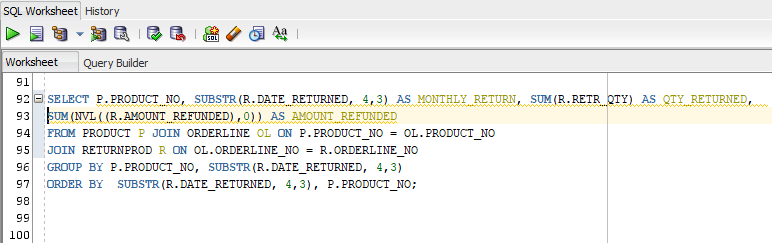 SQL Worksheet History
Worksheet Query Builder
91
92 SELECT P.PRODUCT_NO, SUBSTR(R.DATE_RETURNED, 4,3) AS MONTHLY_RETURN, SUM(R.RETR_QTY) AS QTY_RETURNED,
93 SUM(NVL((R.AMOUNT_REFUNDED),0)) AS AMOUNT_REFUNDED
94 FROM PRODUCT P JOIN ORDERLINE OL ON P.PRODUCT_NO = OL.PRODUCT_NO
95 JOIN RETURNPROD R ON OL.ORDERLINE_NO = R.ORDERLINE_NO
96 GROUP BY P.PRODUCT_NO, SUBSTR(R.DATE_RETURNED, 4,3)
97 ORDER BY  SUBSTR(R.DATE_RETURNED, 4,3), P.PRODUCT_NO;
98
99
100